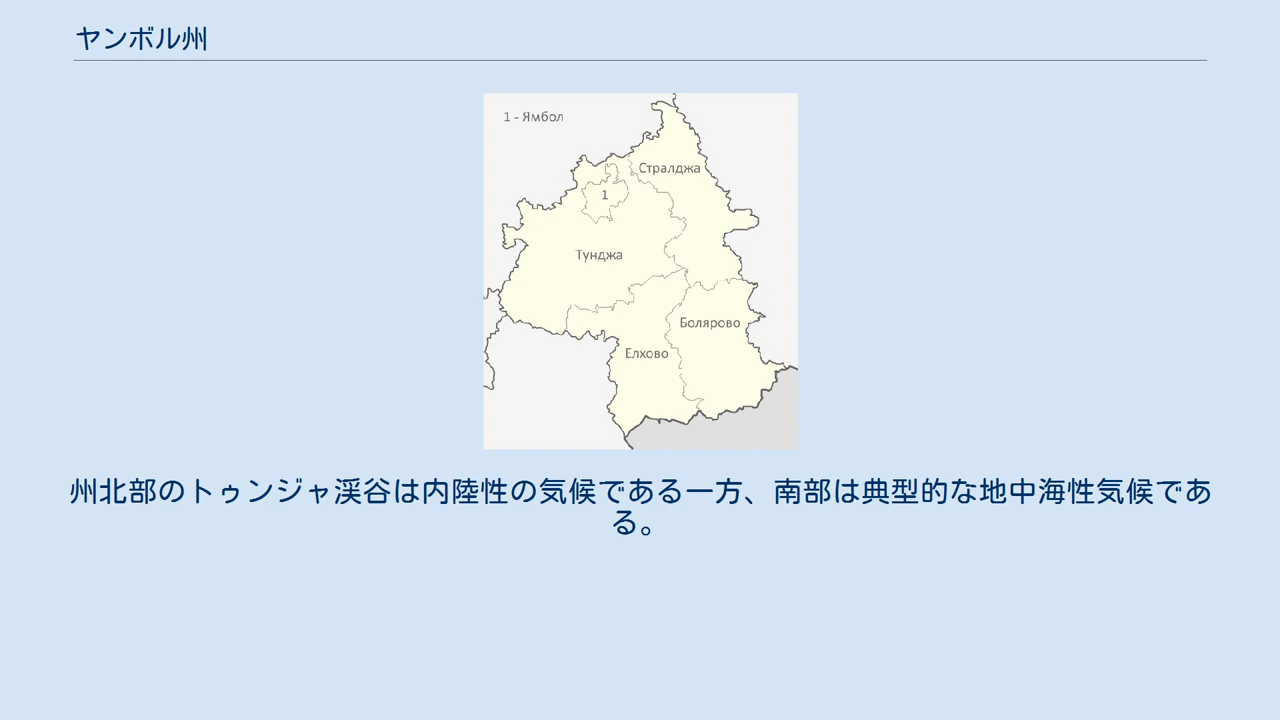 ヤンボル州
1 - Ямбол
Стралджа
1
Тунджа
Болярово
Елхово
州北部のトゥンジャ渓谷は内陸性の気候である一方、南部は典型的な地中海性気候であ
る。